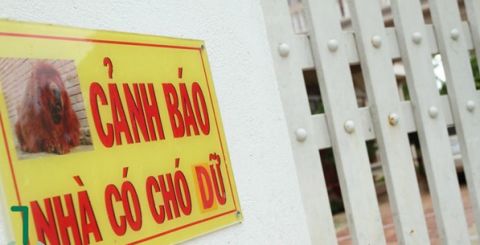 CẢNH BÁO
NHÀ CÓ CHÓ DỮ